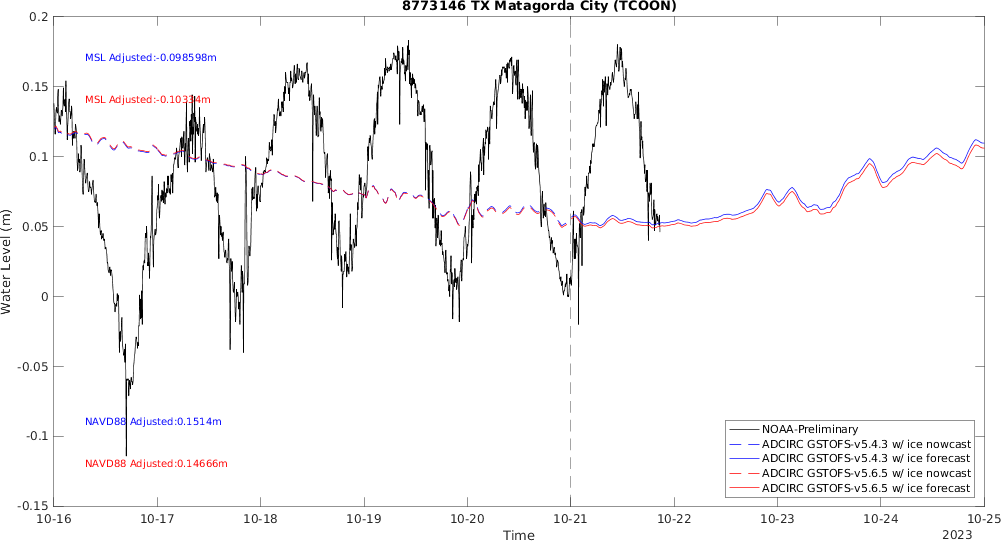 8773146 TX Matagorda City (TCOON)
0.2
0.15
0.1
0.05
0
-0.05
-0.1
-0.15
Water Level (m)
MSL Adjusted:-0.098598m
MSL Adjusted:-0.10334m
NAVD88 Adjusted:0.1514m
NAVD88 Adjusted:0.14666m
NOAA-Preliminary
ADCIRC GSTOFS-v5.4.3 w/ ice nowcast
ADCIRC GSTOFS-v5.4.3 w/ ice forecast
ADCIRC GSTOFS-v5.6.5 w/ ice nowcast
ADCIRC GSTOFS-v5.6.5 w/ ice forecast
10-16 10-17 10-18 10-19 10-20 10-21 10-22 10-23 10-24 10-25
Time
2023